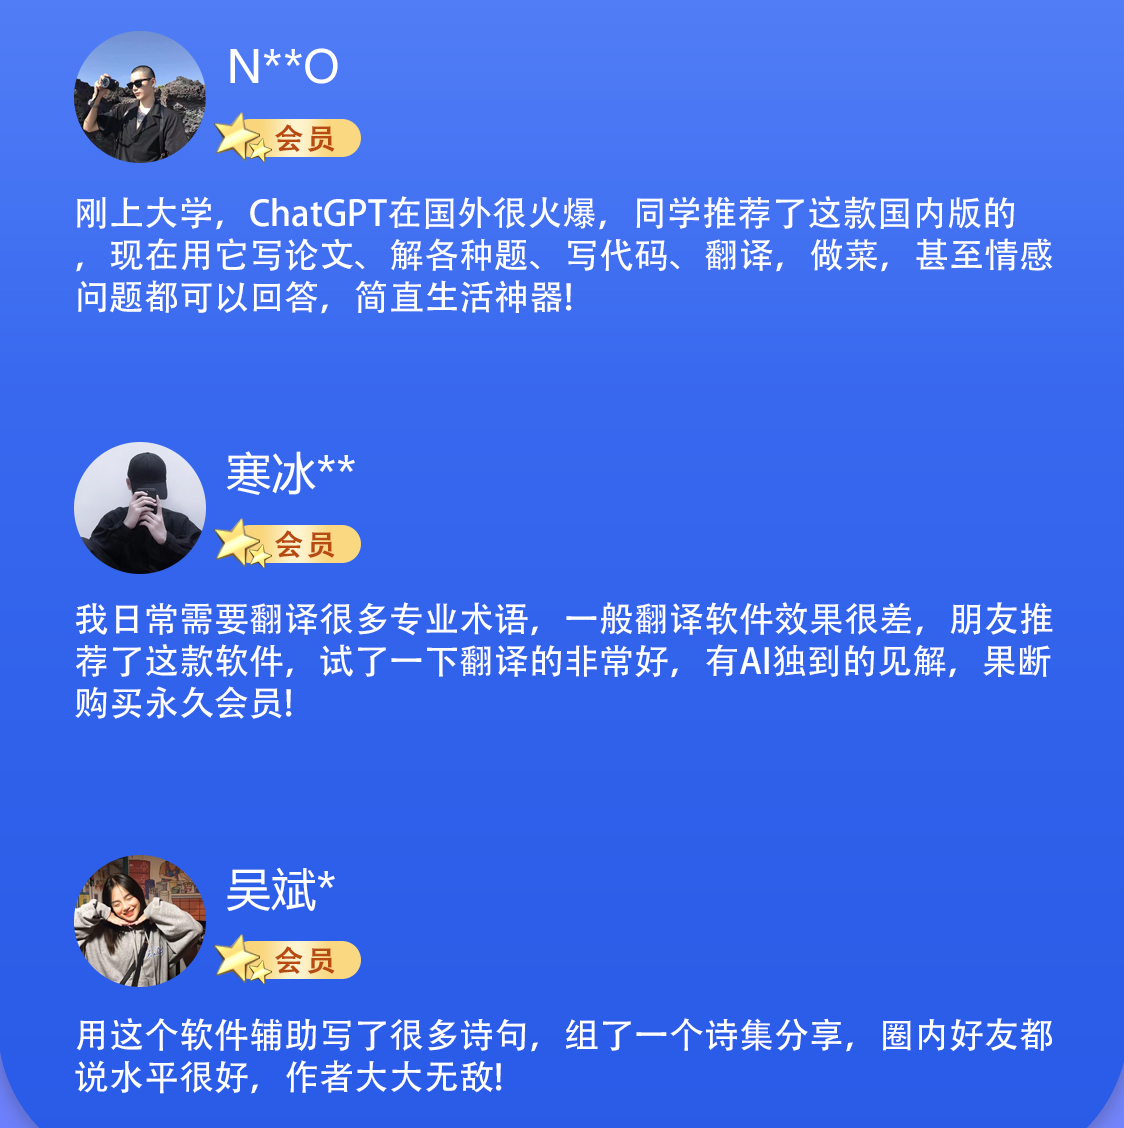 N**O
会员
刚上大学，ChatGPT在国外很火爆，同学推荐了这款国内版的
，现在用它写论文、解各种题、写代码、翻译，做菜，甚至情感
问题都可以回答，简直生活神器!
寒冰**
会员
我日常需要翻译很多专业术语，一般翻译软件效果很差，朋友推
荐了这款软件，试了一下翻译的非常好，有AI独到的见解，果断
购买永久会员!
吴斌*
会员
用这个软件辅助写了很多诗句，组了一个诗集分享，圈内好友都
说水平很好，作者大大无敌!